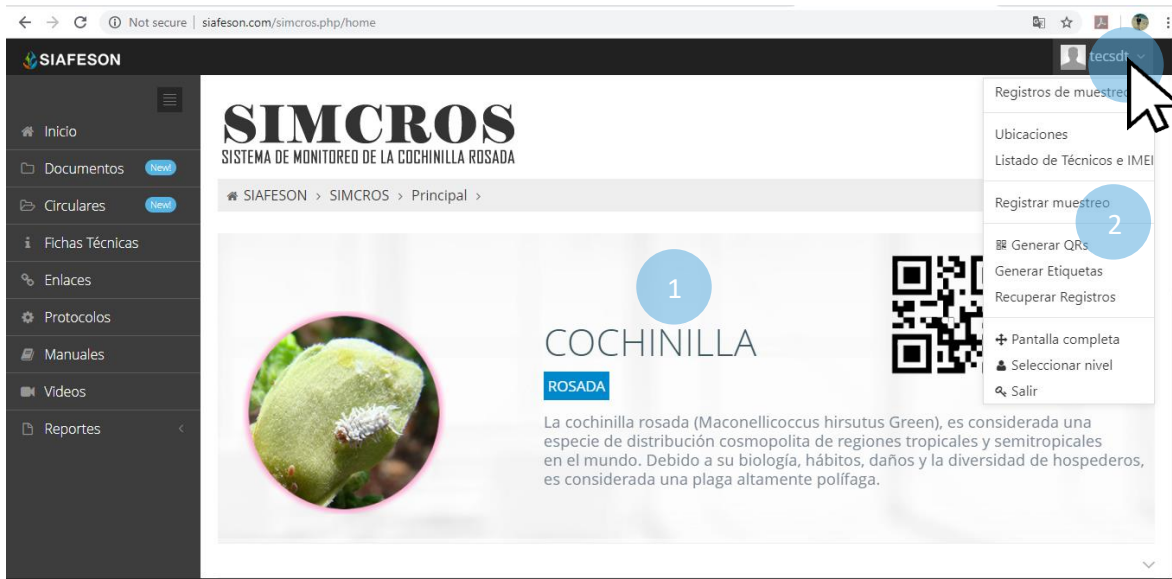 Not secure | siafeson.com/simcros.php/home
SIAFESON
tecsdt
Inicio
Documentos New!
Circulares New!
Fichas Técnicas
Enlaces
Protocolos
Manuales
Videos
Reportes
SIMCROS
SISTEMA DE MONITOREO DE LA COCHINILLA ROSADA
SIAFESON > SIMCROS > Principal >
1
COCHINILLA
ROSADA
La cochinilla rosada (Maconellicoccus hirsutus Green), es considerada una
especie de distribución cosmopolita de regiones tropicales y semitropicales
en el mundo. Debido a su biología, hábitos, daños y la diversidad de hospederos,
es considerada una plaga altamente polífaga.
Registros de muestreo
Ubicaciones
Listado de Técnicos e IMEI
Registrar muestreo
2
Generar QRs
Generar Etiquetas
Recuperar Registros
Pantalla completa
Seleccionar nivel
Salir